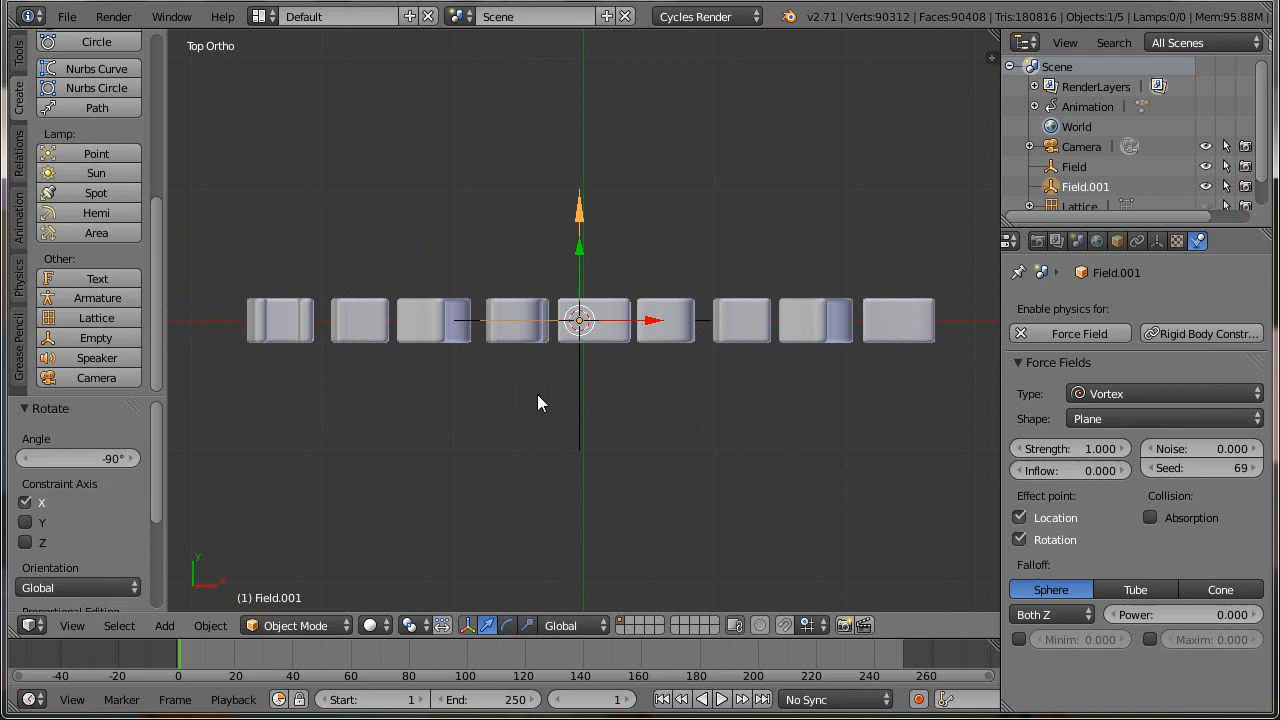 File Render Window Help Default Scene Cycles Render v2.71 | Verts:90312 | Faces:90408 | Tris:180816 | Objects:1/5 | Lamps:0/0 | Mem:95.88M |
Tools
Create
Relations
Animation
Physics
Grease Pencil
Circle
Nurbs Curve
Nurbs Circle
Path
Lamp:
Point
Sun
Spot
Hemi
Area
Other:
Text
Armature
Lattice
Empty
Speaker
Camera
Rotate
Angle
-90°
Constraint Axis
X
Y
Z
Orientation
Global
Top Ortho
y
x
(1) Field.001
View Select Add Object Object Mode Global
-40 -20 0 20 40 60 80 100 120 140 160 180 200 220 240 260
View Marker Frame Playback Start: 1 End: 250 1 No Sync
View Search All Scenes
Scene
RenderLayers
Animation
World
Camera
Field
Field.001
Lattice
Field.001
Enable physics for:
Force Field Rigid Body Constr...
Force Fields
Type: Vortex
Shape: Plane
Strength: 1.000 Noise: 0.000
Inflow: 0.000 Seed: 69
Effect point: Collision:
Location Absorption
Rotation
Falloff:
Sphere Tube Cone
Both Z Power: 0.000
Minim: 0.000 Maxim: 0.000